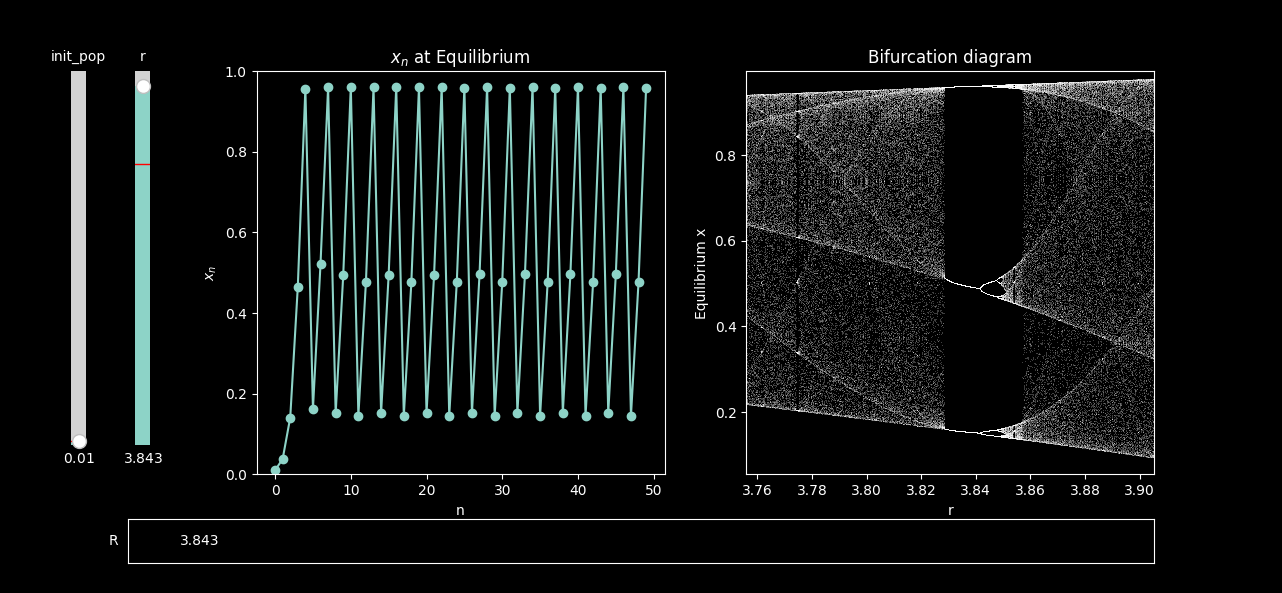 init_pop
r
0.01
3.843
xₙ at Equilibrium
1.0
0.8
0.6
0.4
0.2
0.0
xₙ
0 10 20 30 40 50
n
Bifurcation diagram
0.8
0.6
0.4
0.2
Equilibrium x
3.76 3.78 3.80 3.82 3.84 3.86 3.88 3.90
r
R 3.843